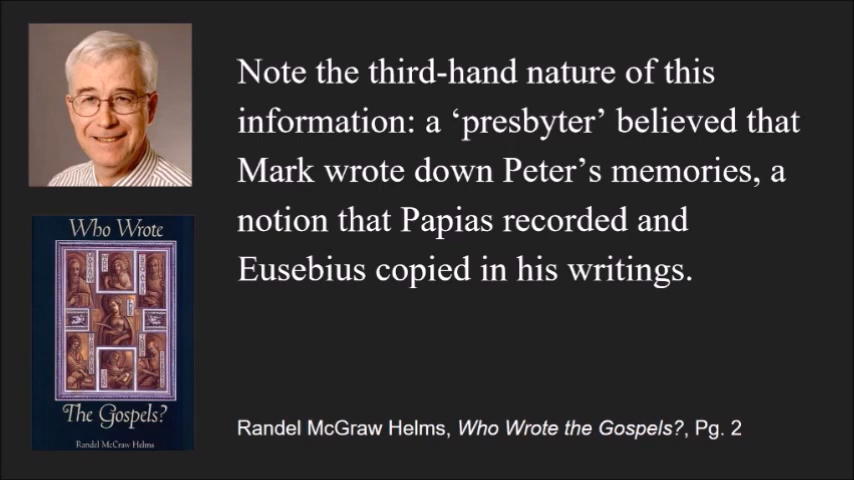 Note the third-hand nature of this
information: a ‘presbyter’ believed that
Mark wrote down Peter’s memories, a
notion that Papias recorded and
Eusebius copied in his writings.
Who Wrote
The Gospels?
Randel McCraw Helms
Randel McGraw Helms, Who Wrote the Gospels?, Pg. 2